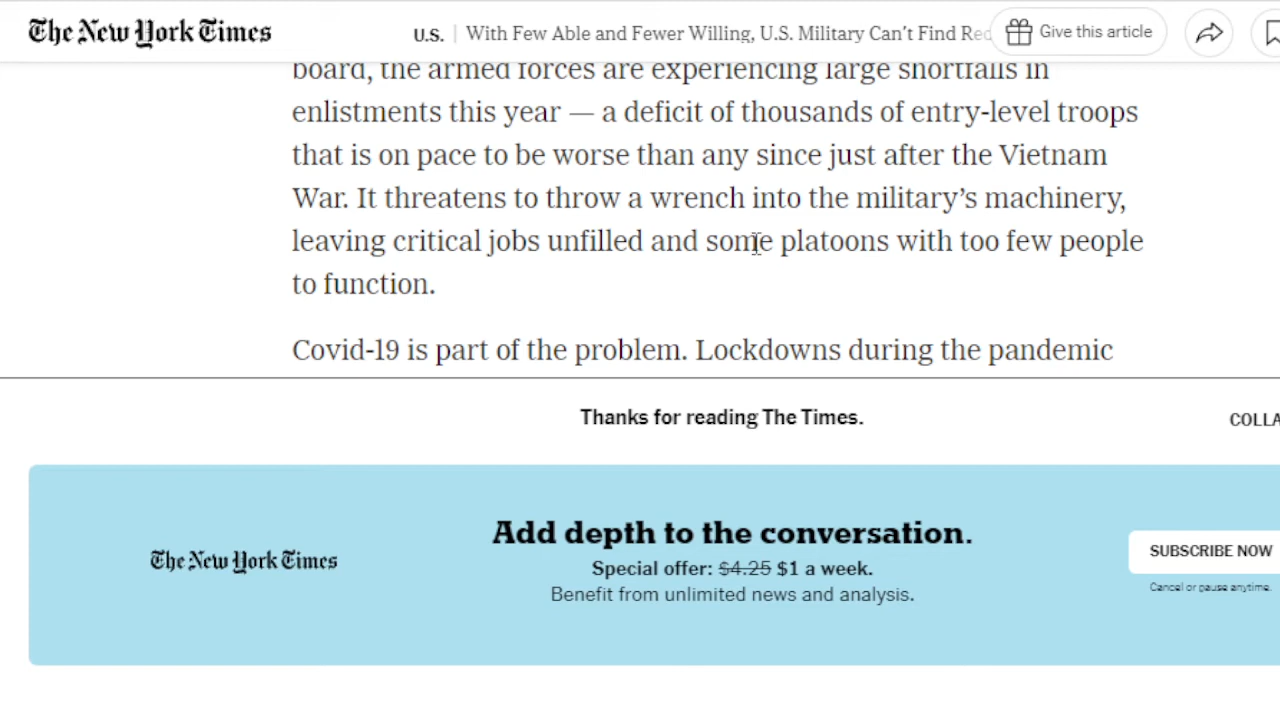 The New York Times
U.S. | With Few Able and Fewer Willing, U.S. Military Can't Find Rec
Give this article
board, the armed forces are experiencing large shortfalls in
enlistments this year — a deficit of thousands of entry-level troops
that is on pace to be worse than any since just after the Vietnam
War. It threatens to throw a wrench into the military's machinery,
leaving critical jobs unfilled and some platoons with too few people
to function.
Covid-19 is part of the problem. Lockdowns during the pandemic
Thanks for reading The Times.
COLLA
The New York Times
Add depth to the conversation.
Special offer: $4.25 $1 a week.
Benefit from unlimited news and analysis.
SUBSCRIBE NOW
Cancel or pause anytime.